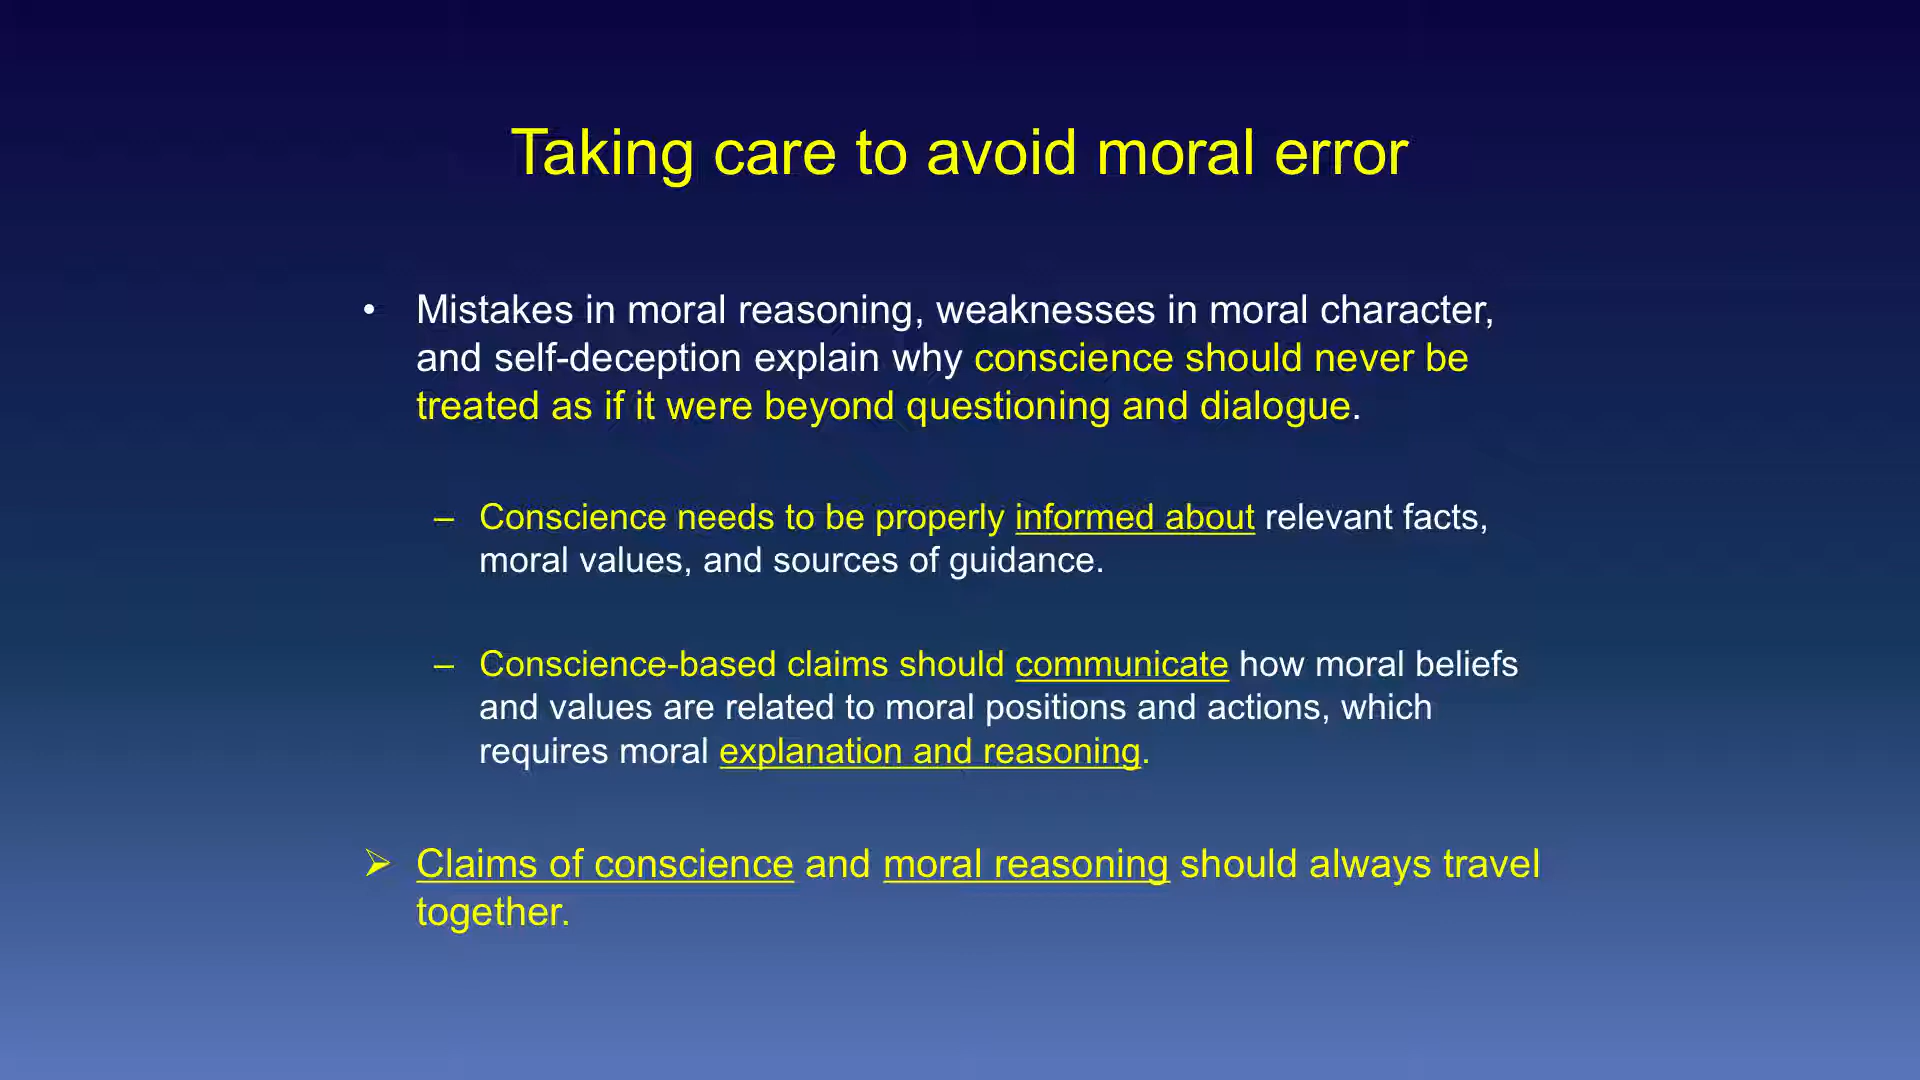 Taking care to avoid moral error
• Mistakes in moral reasoning, weaknesses in moral character,
and self-deception explain why conscience should never be
treated as if it were beyond questioning and dialogue.
– Conscience needs to be properly informed about relevant facts,
moral values, and sources of guidance.
– Conscience-based claims should communicate how moral beliefs
and values are related to moral positions and actions, which
requires moral explanation and reasoning.
➢ Claims of conscience and moral reasoning should always travel
together.